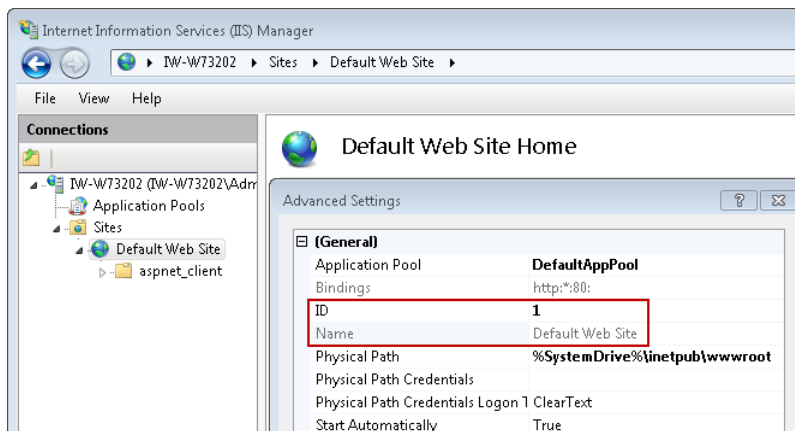 Internet Information Services (IIS) Manager
IW-W73202 Sites Default Web Site
File View Help
Connections
Default Web Site Home
IW-W73202 (IW-W73202\Adm
Application Pools
Sites
Default Web Site
aspnet_client
Advanced Settings
(General)
Application Pool DefaultAppPool
Bindings http:*:80:
ID 1
Name Default Web Site
Physical Path %SystemDrive%\inetpub\wwwroot
Physical Path Credentials
Physical Path Credentials Logon T ClearText
Start Automatically True